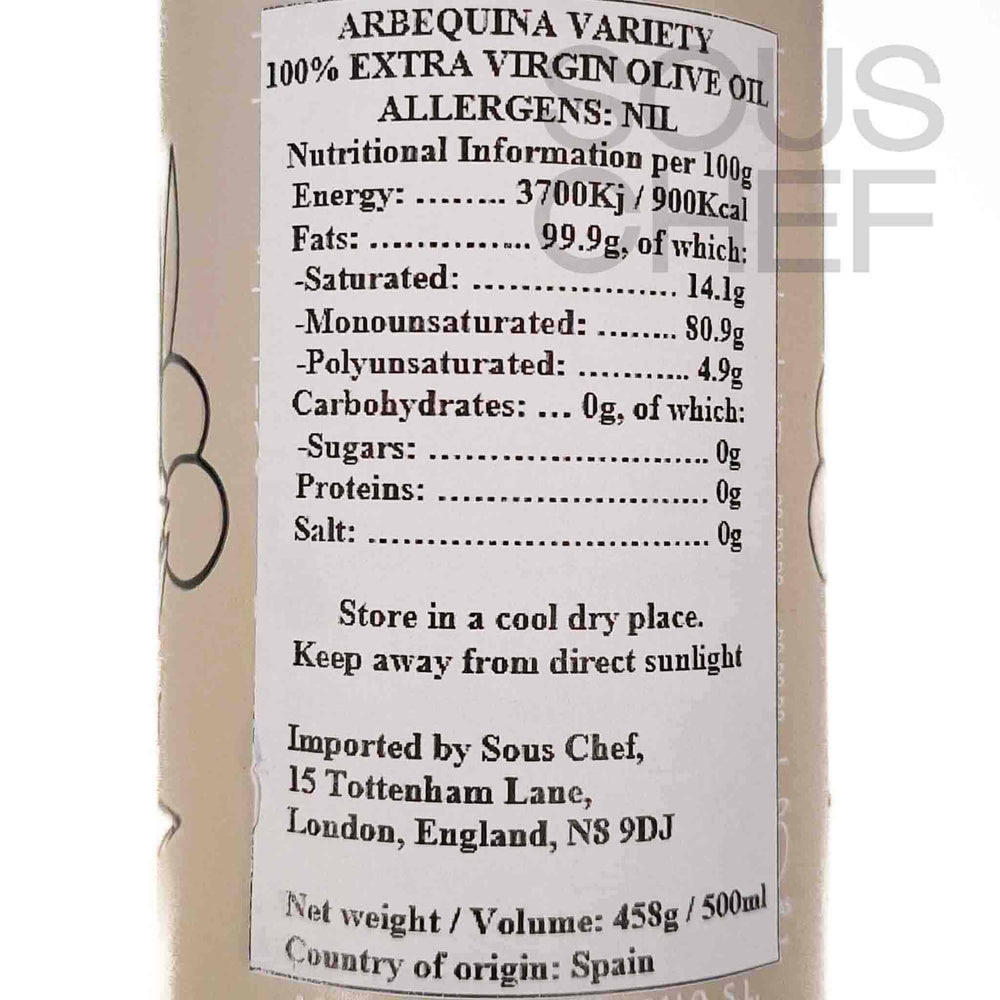 ARBEQUINA VARIETY
100% EXTRA VIRGIN OLIVE OIL
ALLERGENS: NIL
Nutritional Information per 100g
Energy: ......... 3700Kj / 900Kcal
Fats: ................ 99.9g, of which:
-Saturated: .................. 14.1g
-Monounsaturated: ........ 80.9g
-Polyunsaturated: ........... 4.9g
Carbohydrates: ... 0g, of which:
-Sugars: ......................... 0g
Proteins: ........................ 0g
Salt: .............................. 0g
Store in a cool dry place.
Keep away from direct sunlight
Imported by Sous Chef,
15 Tottenham Lane,
London, England, N8 9DJ
Net weight / Volume: 458g / 500ml
Country of origin: Spain
SOUS
CHEF